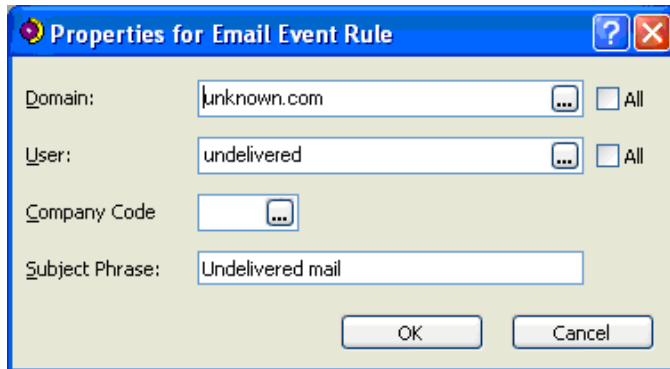 Properties for Email Event Rule ?
Domain: unknown.com ... All
User: undelivered ... All
Company Code ...
Subject Phrase: Undelivered mail
OK Cancel